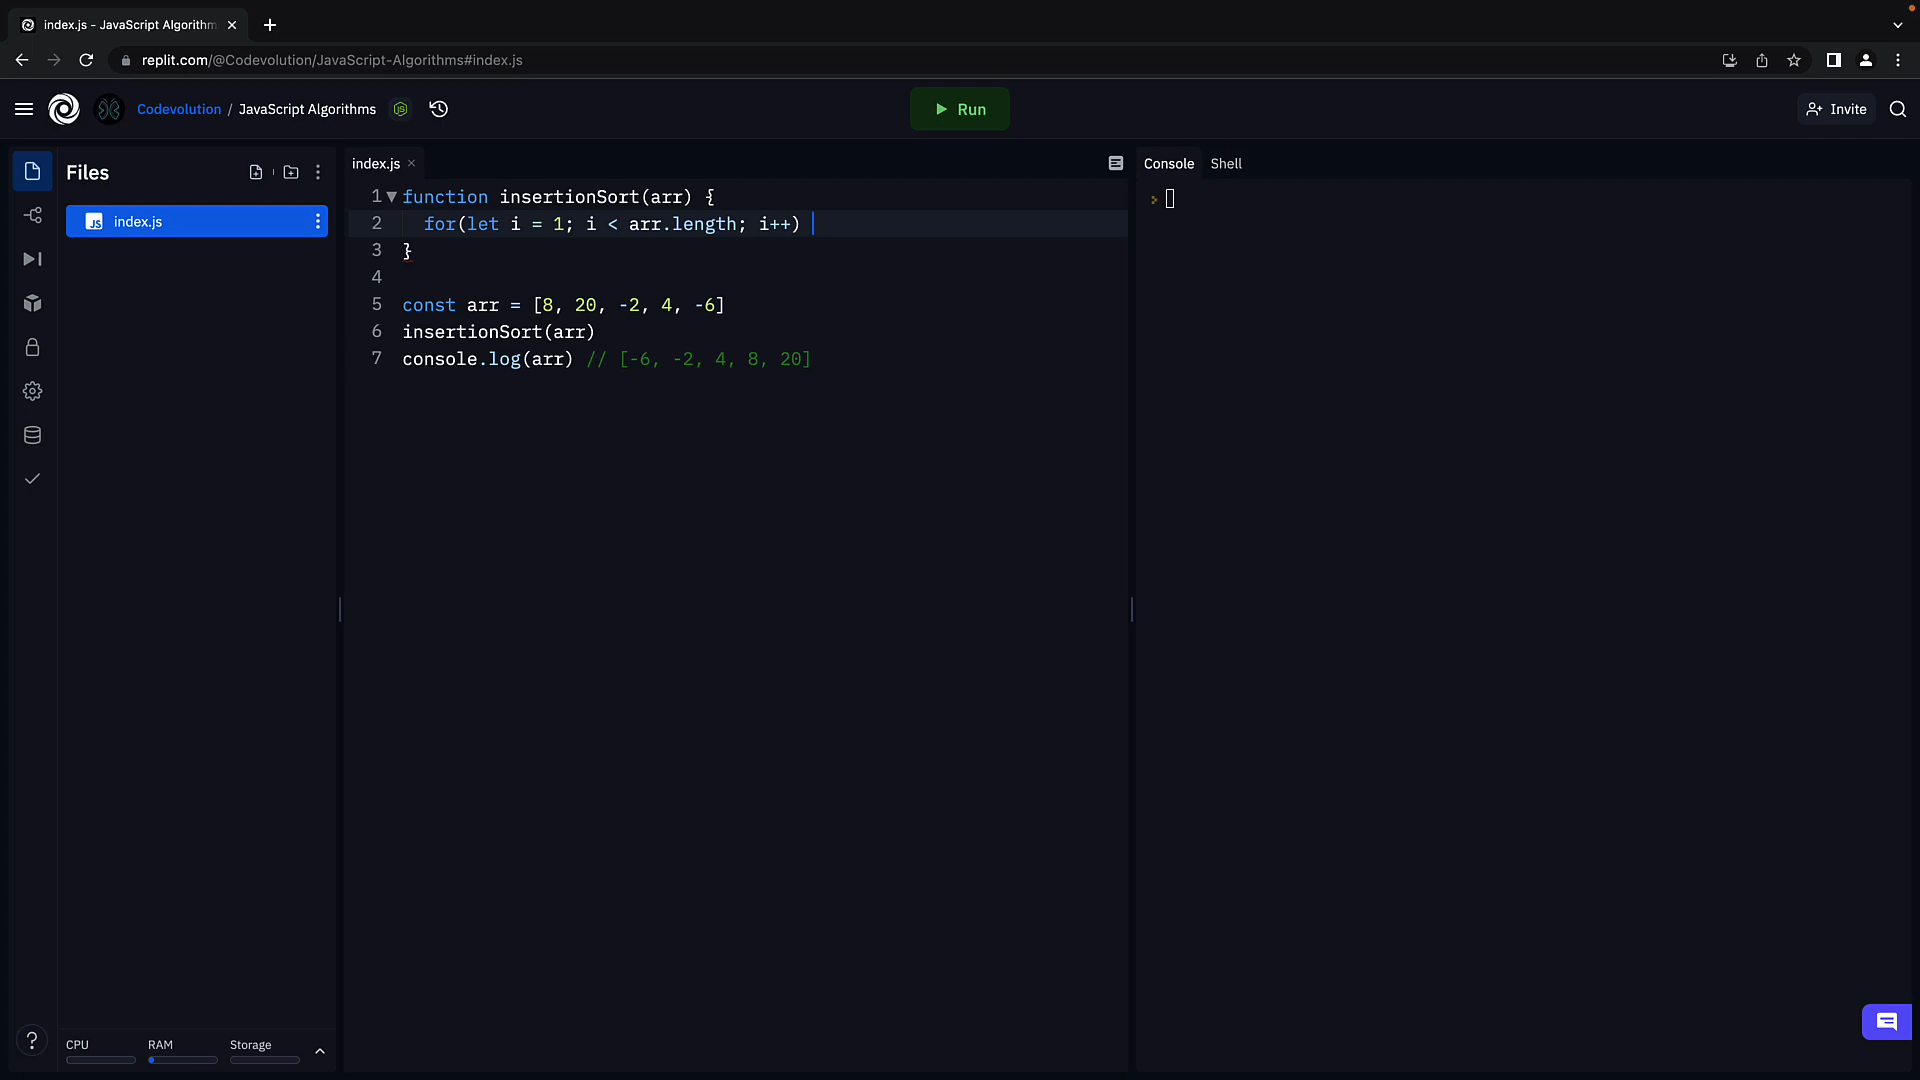 index.js - JavaScript Algorithm
replit.com/@Codevolution/JavaScript-Algorithms#index.js
Codevolution / JavaScript Algorithms
Run
Invite
Files
JS index.js
index.js
1 function insertionSort(arr) {
2 for(let i = 1; i < arr.length; i++)
3 }
4
5 const arr = [8, 20, -2, 4, -6]
6 insertionSort(arr)
7 console.log(arr) // [-6, -2, 4, 8, 20]
Console Shell
?
CPU RAM Storage